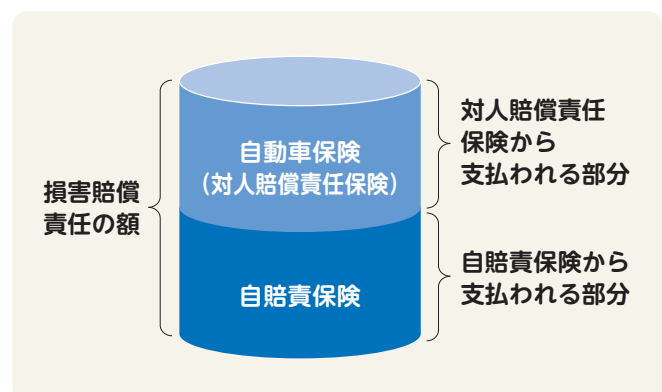 損害賠償
責任の額
自動車保険
（対人賠償責任保険）
自賠責保険
対人賠償責任
保険から
支払われる部分
自賠責保険から
支払われる部分